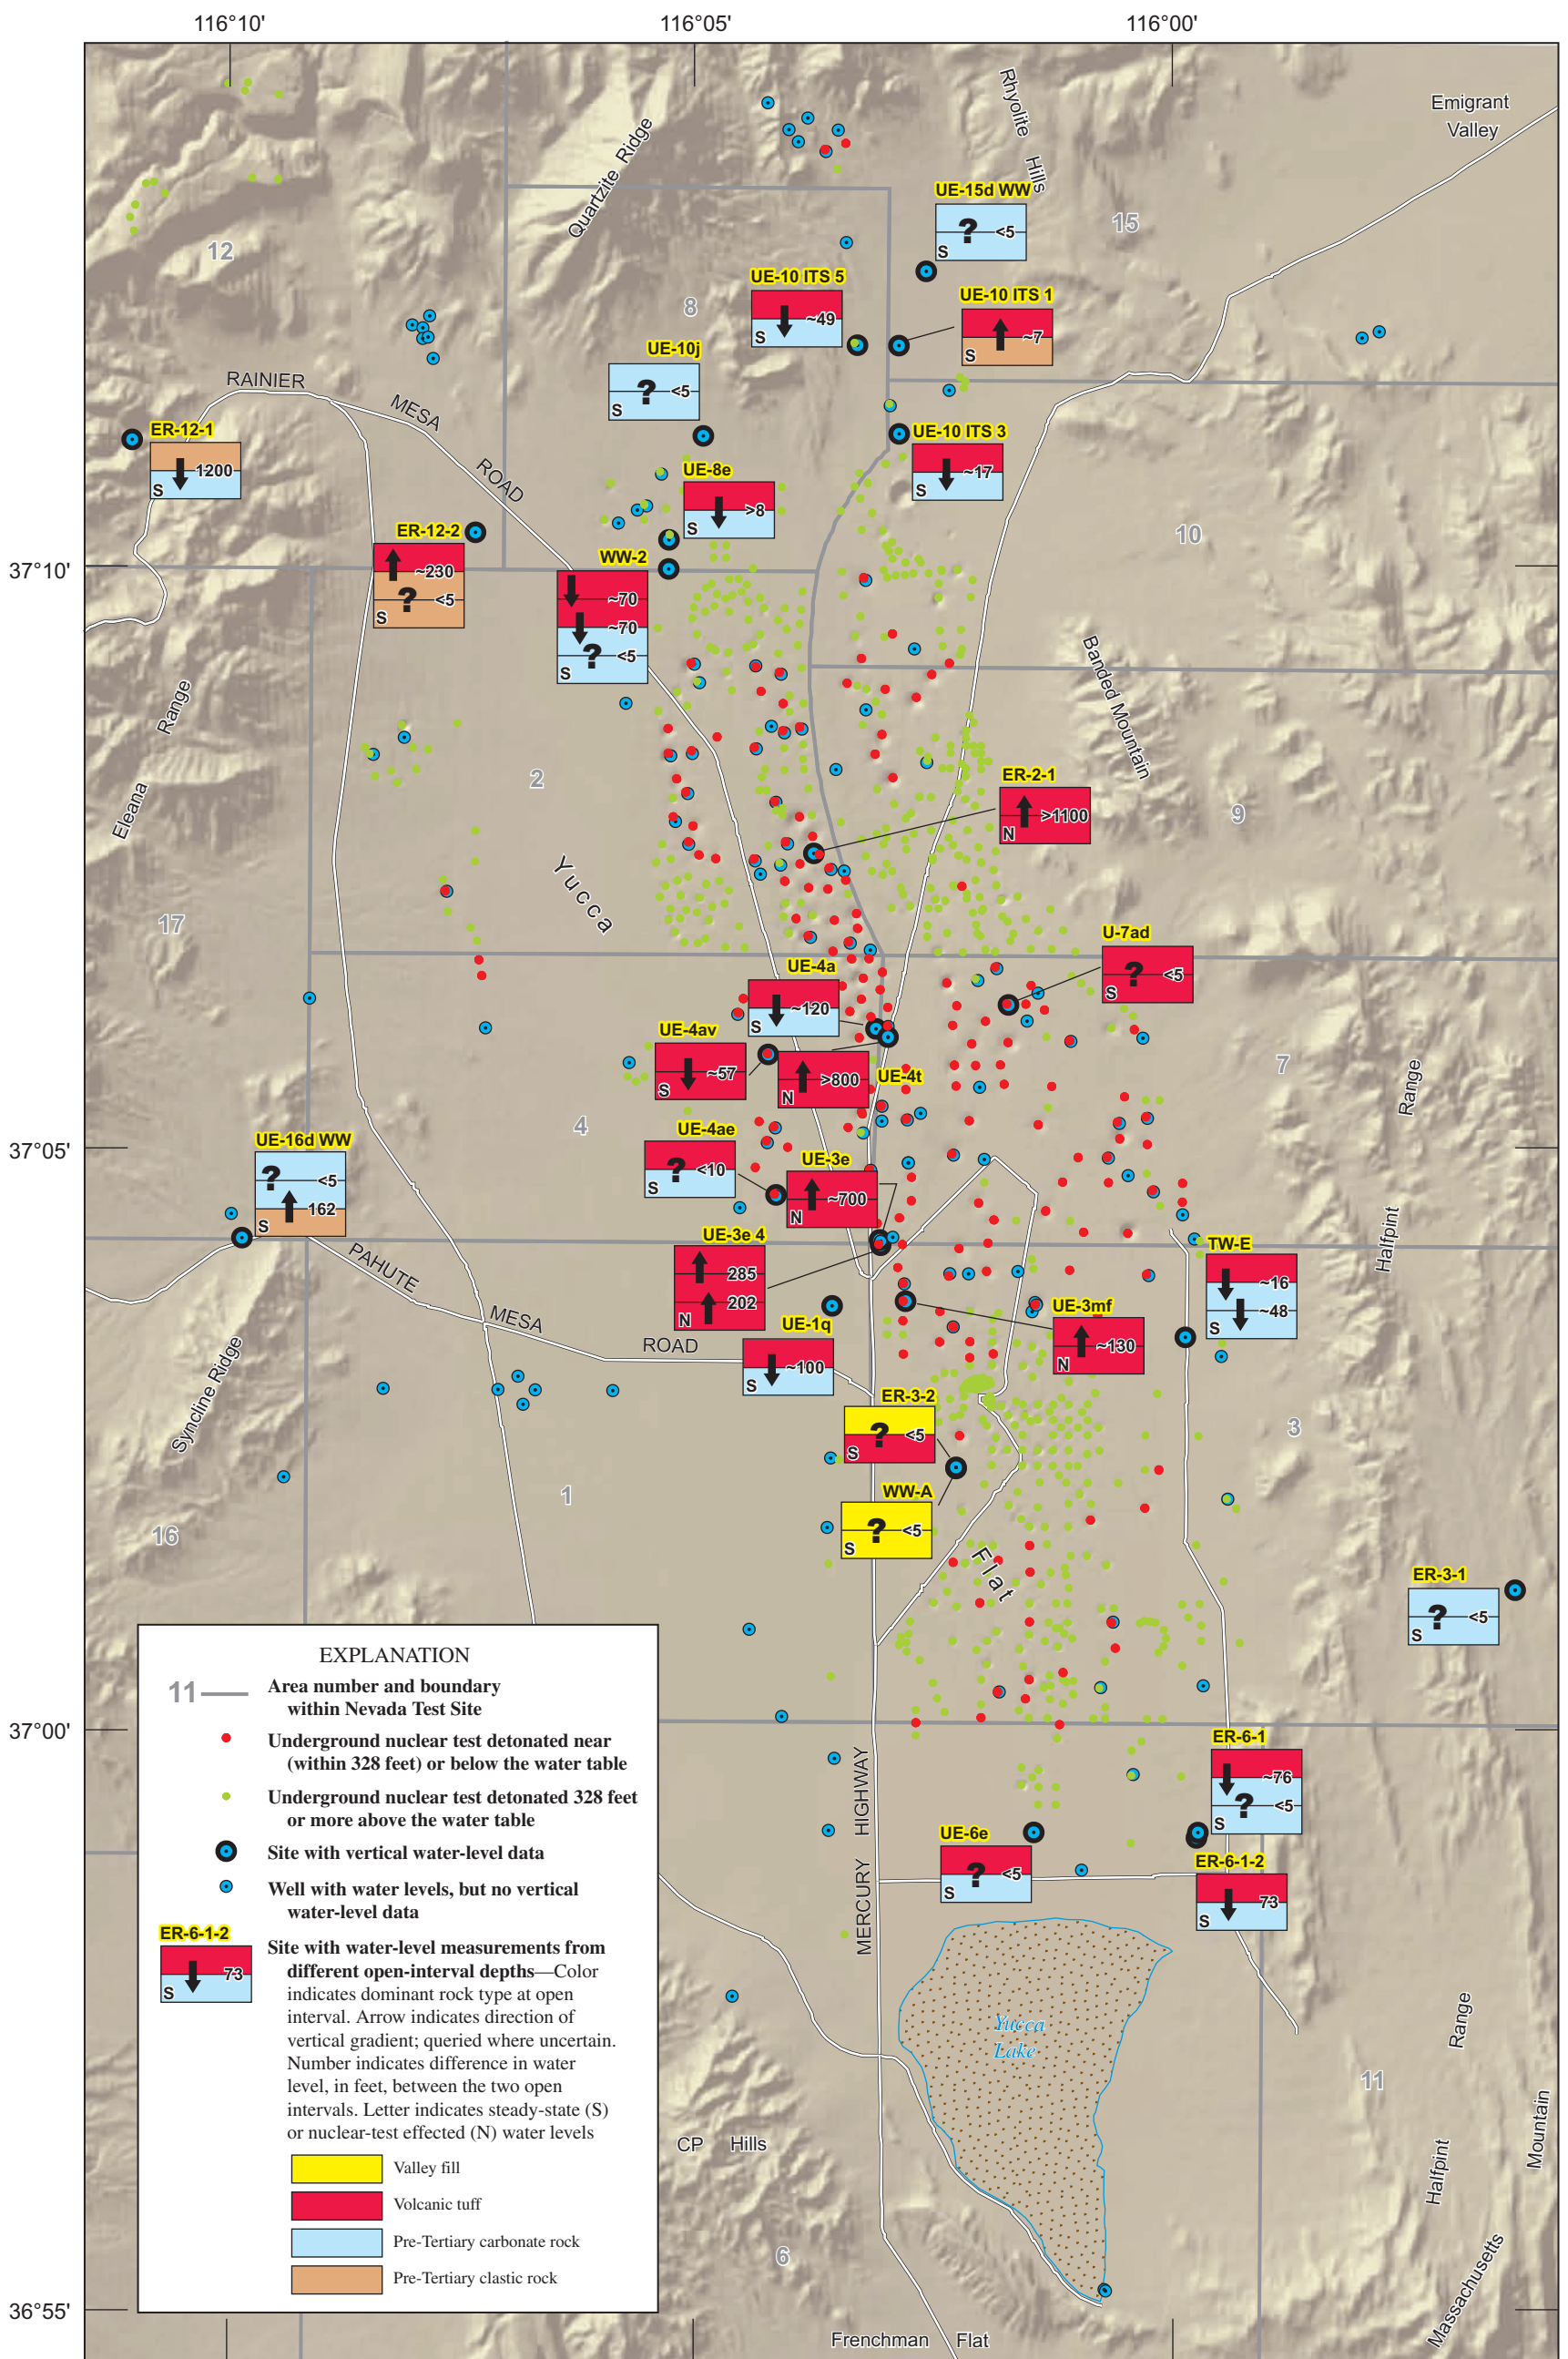 116°10'
116°05'
116°00'
Rhyolite
Hills
Emigrant
Valley
Quartzite Ridge
UE-15d WW
?
<5
S
15
12
UE-10 ITS 5
~49
S
UE-10 ITS 1
~7
S
8
UE-10j
?
<5
S
RAINIER
MESA
ROAD
ER-12-1
1200
S
UE-10 ITS 3
~17
S
UE-8e
>8
S
ER-12-2
~230
?
<5
S
10
WW-2
~70
~70
?
<5
S
37°10'
Banded Mountain
Eleana
Range
2
ER-2-1
>1100
N
9
Yucca
17
U-7ad
?
<5
S
UE-4a
~120
S
UE-4av
~57
S
>800
N
UE-4t
7
Range
4
37°05'
UE-4ae
?
<10
S
UE-16d WW
?
<5
162
S
UE-3e
~700
N
Halfpint
UE-3e 4
285
202
N
PAHUTE
MESA
ROAD
TW-E
~16
~48
S
UE-3mf
~130
N
UE-1q
~100
S
Syncline Ridge
ER-3-2
?
<5
S
3
1
WW-A
?
<5
S
16
Flat
ER-3-1
?
<5
S
37°00'
ER-6-1
~76
?
<5
S
MERCURY HIGHWAY
UE-6e
?
<5
S
ER-6-1-2
73
S
Yucca
Lake
Range
11
CP Hills
Halfpint
Mountain
Massachusetts
6
36°55'
Frenchman Flat
EXPLANATION
11
Area number and boundary
within Nevada Test Site
Underground nuclear test detonated near
(within 328 feet) or below the water table
Underground nuclear test detonated 328 feet
or more above the water table
Site with vertical water-level data
Well with water levels, but no vertical
water-level data
ER-6-1-2
73
S
Site with water-level measurements from
different open-interval depths—Color
indicates dominant rock type at open
interval. Arrow indicates direction of
vertical gradient; queried where uncertain.
Number indicates difference in water
level, in feet, between the two open
intervals. Letter indicates steady-state (S)
or nuclear-test effected (N) water levels
Valley fill
Volcanic tuff
Pre-Tertiary carbonate rock
Pre-Tertiary clastic rock